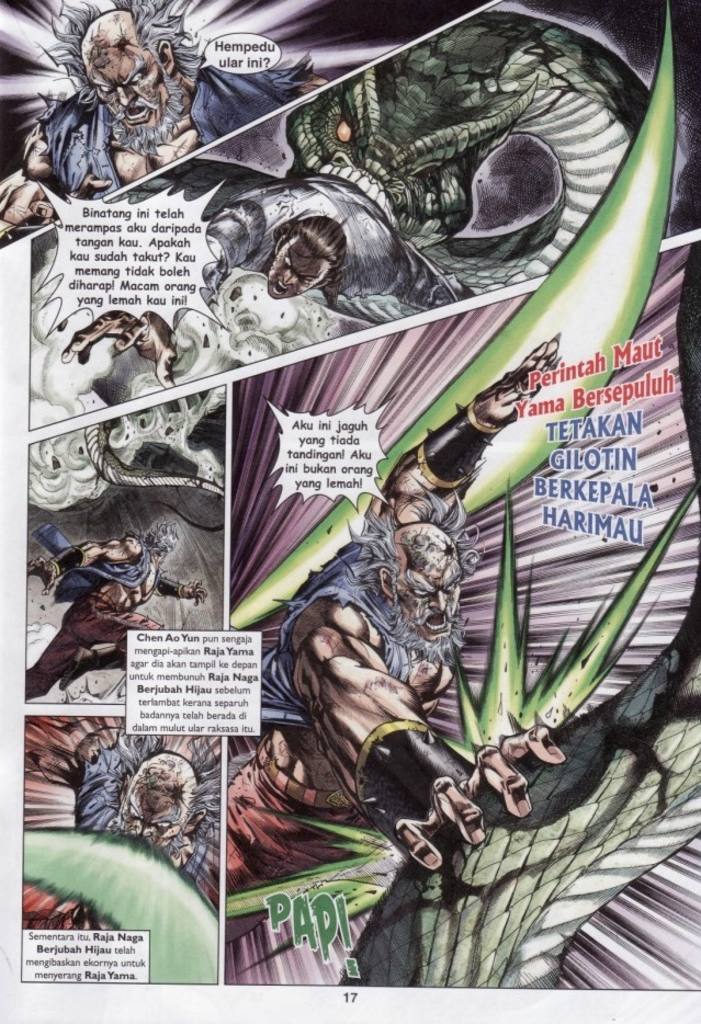 Hempedu
ular ini?
Binatang ini telah
merampas aku daripada
tangan kau. Apakah
kau sudah takut? Kau
memang tidak boleh
diharap! Macam orang
yang lemah kau ini!
Perintah Maut
Yama Bersepuluh
TETAKAN
GILOTIN
BERKEPALA
HARIMAU
Aku ini jaguh
yang tiada
tandingan! Aku
ini bukan orang
yang lemah!
Chen Ao Yun pun sengaja
mengapi-apikan Raja Yama
agar dia akan tampil ke depan
untuk membunuh Raja Naga
Berjubah Hijau sebelum
terlambat kerana separuh
badannya telah berada di
dalam mulut ular raksasa itu.
PAP!
Sementara itu, Raja Naga
Berjubah Hijau telah
mengibaskan ekornya untuk
menyerang Raja Yama.
17